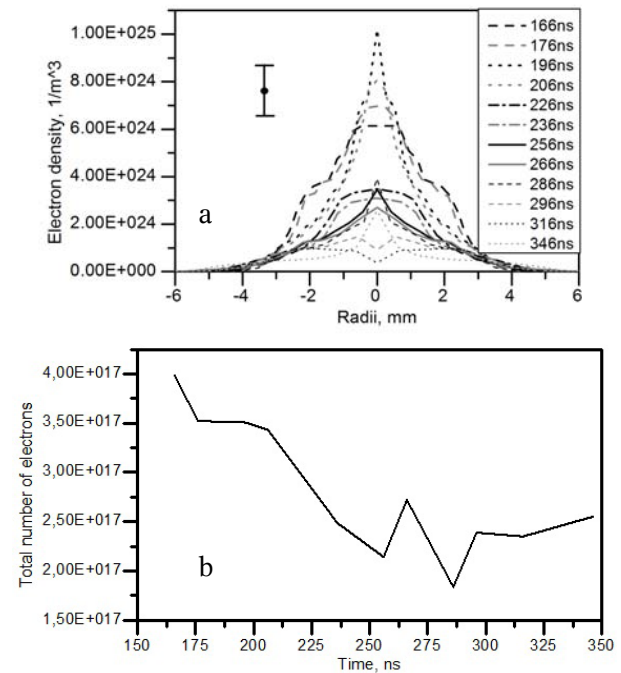 1.00E+025
8.00E+024
6.00E+024
4.00E+024
2.00E+024
0.00E+000
Electron density, 1/m^3
a
-6 -4 -2 0 2 4 6
Radii, mm
166ns
176ns
196ns
206ns
226ns
236ns
256ns
266ns
286ns
296ns
316ns
346ns
4,00E+017
3,50E+017
3,00E+017
2,50E+017
2,00E+017
1,50E+017
Total number of electrons
b
150 175 200 225 250 275 300 325 350
Time, ns